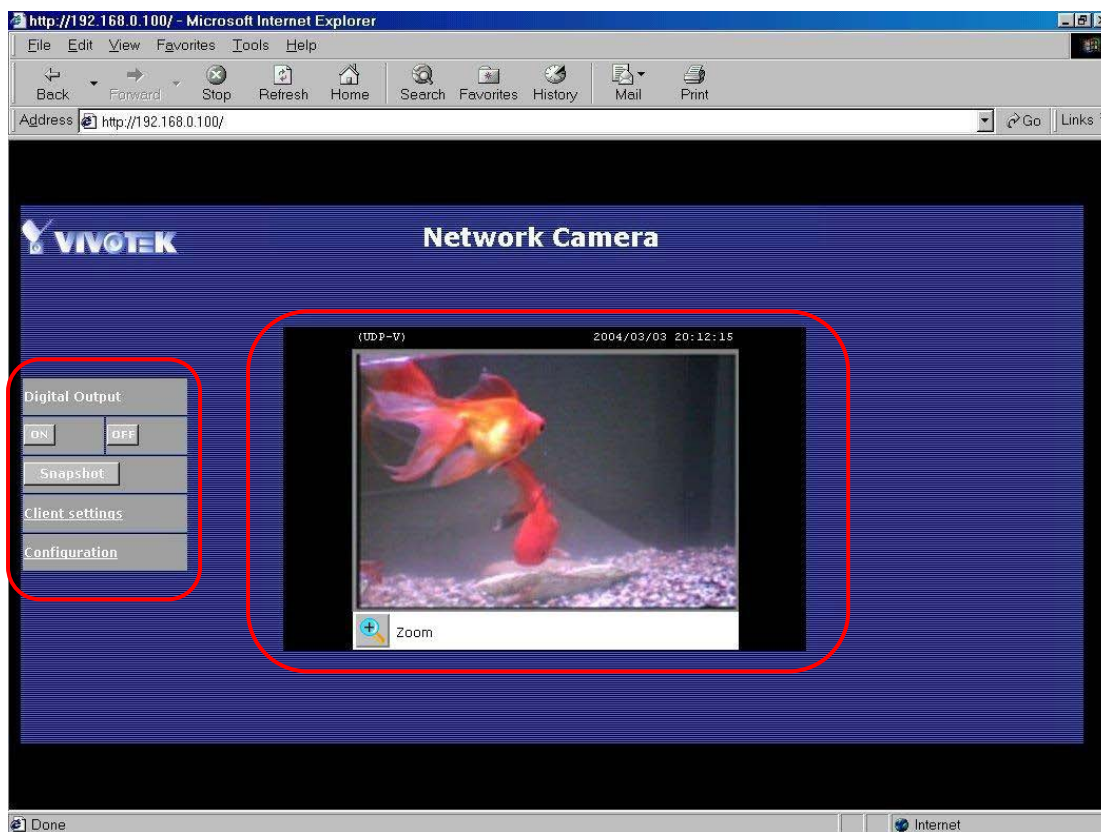 http://192.168.0.100/ - Microsoft Internet Explorer
File Edit View Favorites Tools Help
Back Forward Stop Refresh Home Search Favorites History Mail Print
Address http://192.168.0.100/ Go Links
VIVOTEK
Network Camera
(UDP-V) 2004/03/03 20:12:15
Digital Output
ON OFF
Snapshot
Client settings
Configuration
Zoom
Done Internet